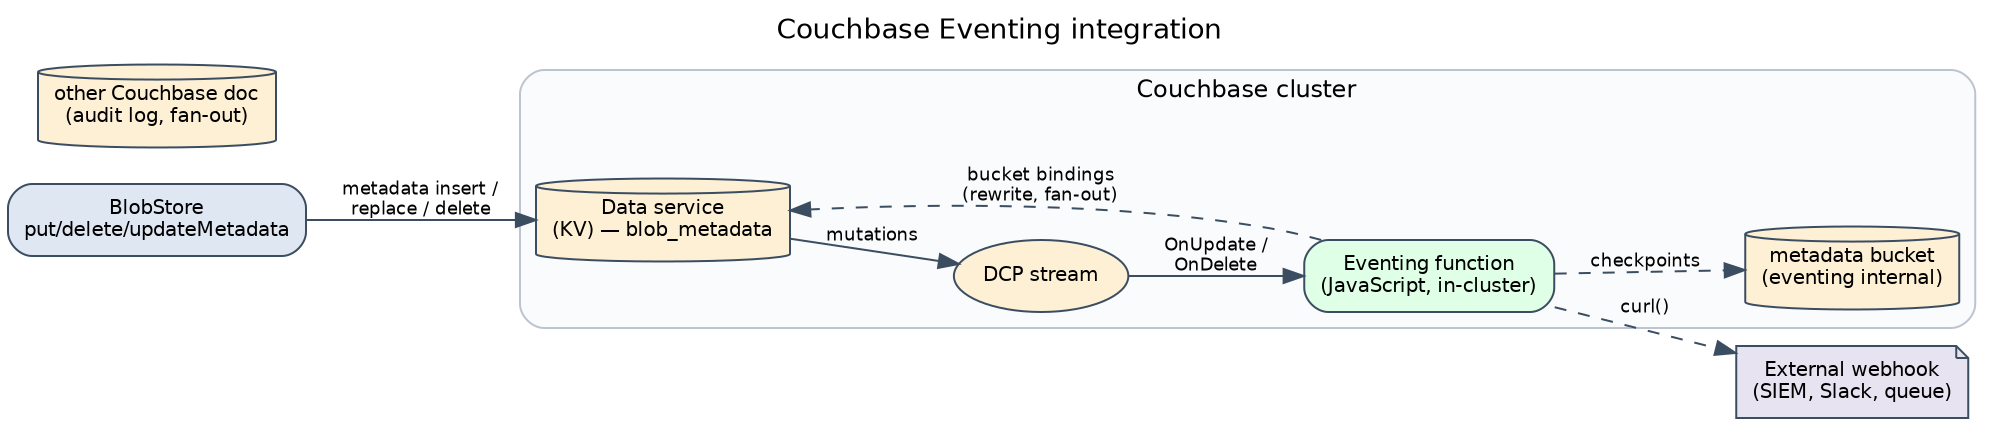 Couchbase Eventing integration
other Couchbase doc
(audit log, fan-out)
BlobStore
put/delete/updateMetadata
metadata insert /
replace / delete
Couchbase cluster
Data service
(KV) — blob_metadata
bucket bindings
(rewrite, fan-out)
mutations
DCP stream
OnUpdate /
OnDelete
Eventing function
(JavaScript, in-cluster)
checkpoints
metadata bucket
(eventing internal)
curl()
External webhook
(SIEM, Slack, queue)